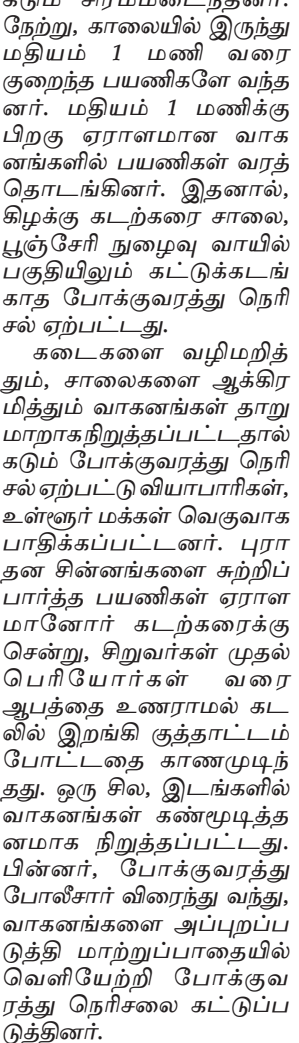 கடும் சிரமமடைந்தனர்.
நேற்று, காலையில் இருந்து
மதியம் 1 மணி வரை
குறைந்த பயணிகளே வந்த
னர். மதியம் 1 மணிக்கு
பிறகு ஏராளமான வாக
னங்களில் பயணிகள் வரத்
தொடங்கினர். இதனால்,
கிழக்கு கடற்கரை சாலை,
பூஞ்சேரி நுழைவு வாயில்
பகுதியிலும் கட்டுக்கடங்
காத போக்குவரத்து நெரி
சல் ஏற்பட்டது.
கடைகளை வழிமறித்
தும், சாலைகளை ஆக்கிர
மித்தும் வாகனங்கள் தாறு
மாறாகநிறுத்தப்பட்டதால்
கடும் போக்குவரத்து நெரி
சல் ஏற்பட்டு வியாபாரிகள்,
உள்ளூர் மக்கள் வெகுவாக
பாதிக்கப்பட்டனர். புரா
தன சின்னங்களை சுற்றிப்
பார்த்த பயணிகள் ஏராள
மானோர் கடற்கரைக்கு
சென்று, சிறுவர்கள் முதல்
பெரியோர்கள் வரை
ஆபத்தை உணராமல் கட
லில் இறங்கி குத்தாட்டம்
போட்டதை காணமுடிந்
தது. ஒரு சில, இடங்களில்
வாகனங்கள் கண்மூடித்த
னமாக நிறுத்தப்பட்டது.
பின்னர், போக்குவரத்து
போலீசார் விரைந்து வந்து,
வாகனங்களை அப்புறப்ப
டுத்தி மாற்றுப்பாதையில்
வெளியேற்றி போக்குவ
ரத்து நெரிசலை கட்டுப்ப
டுத்தினர்.